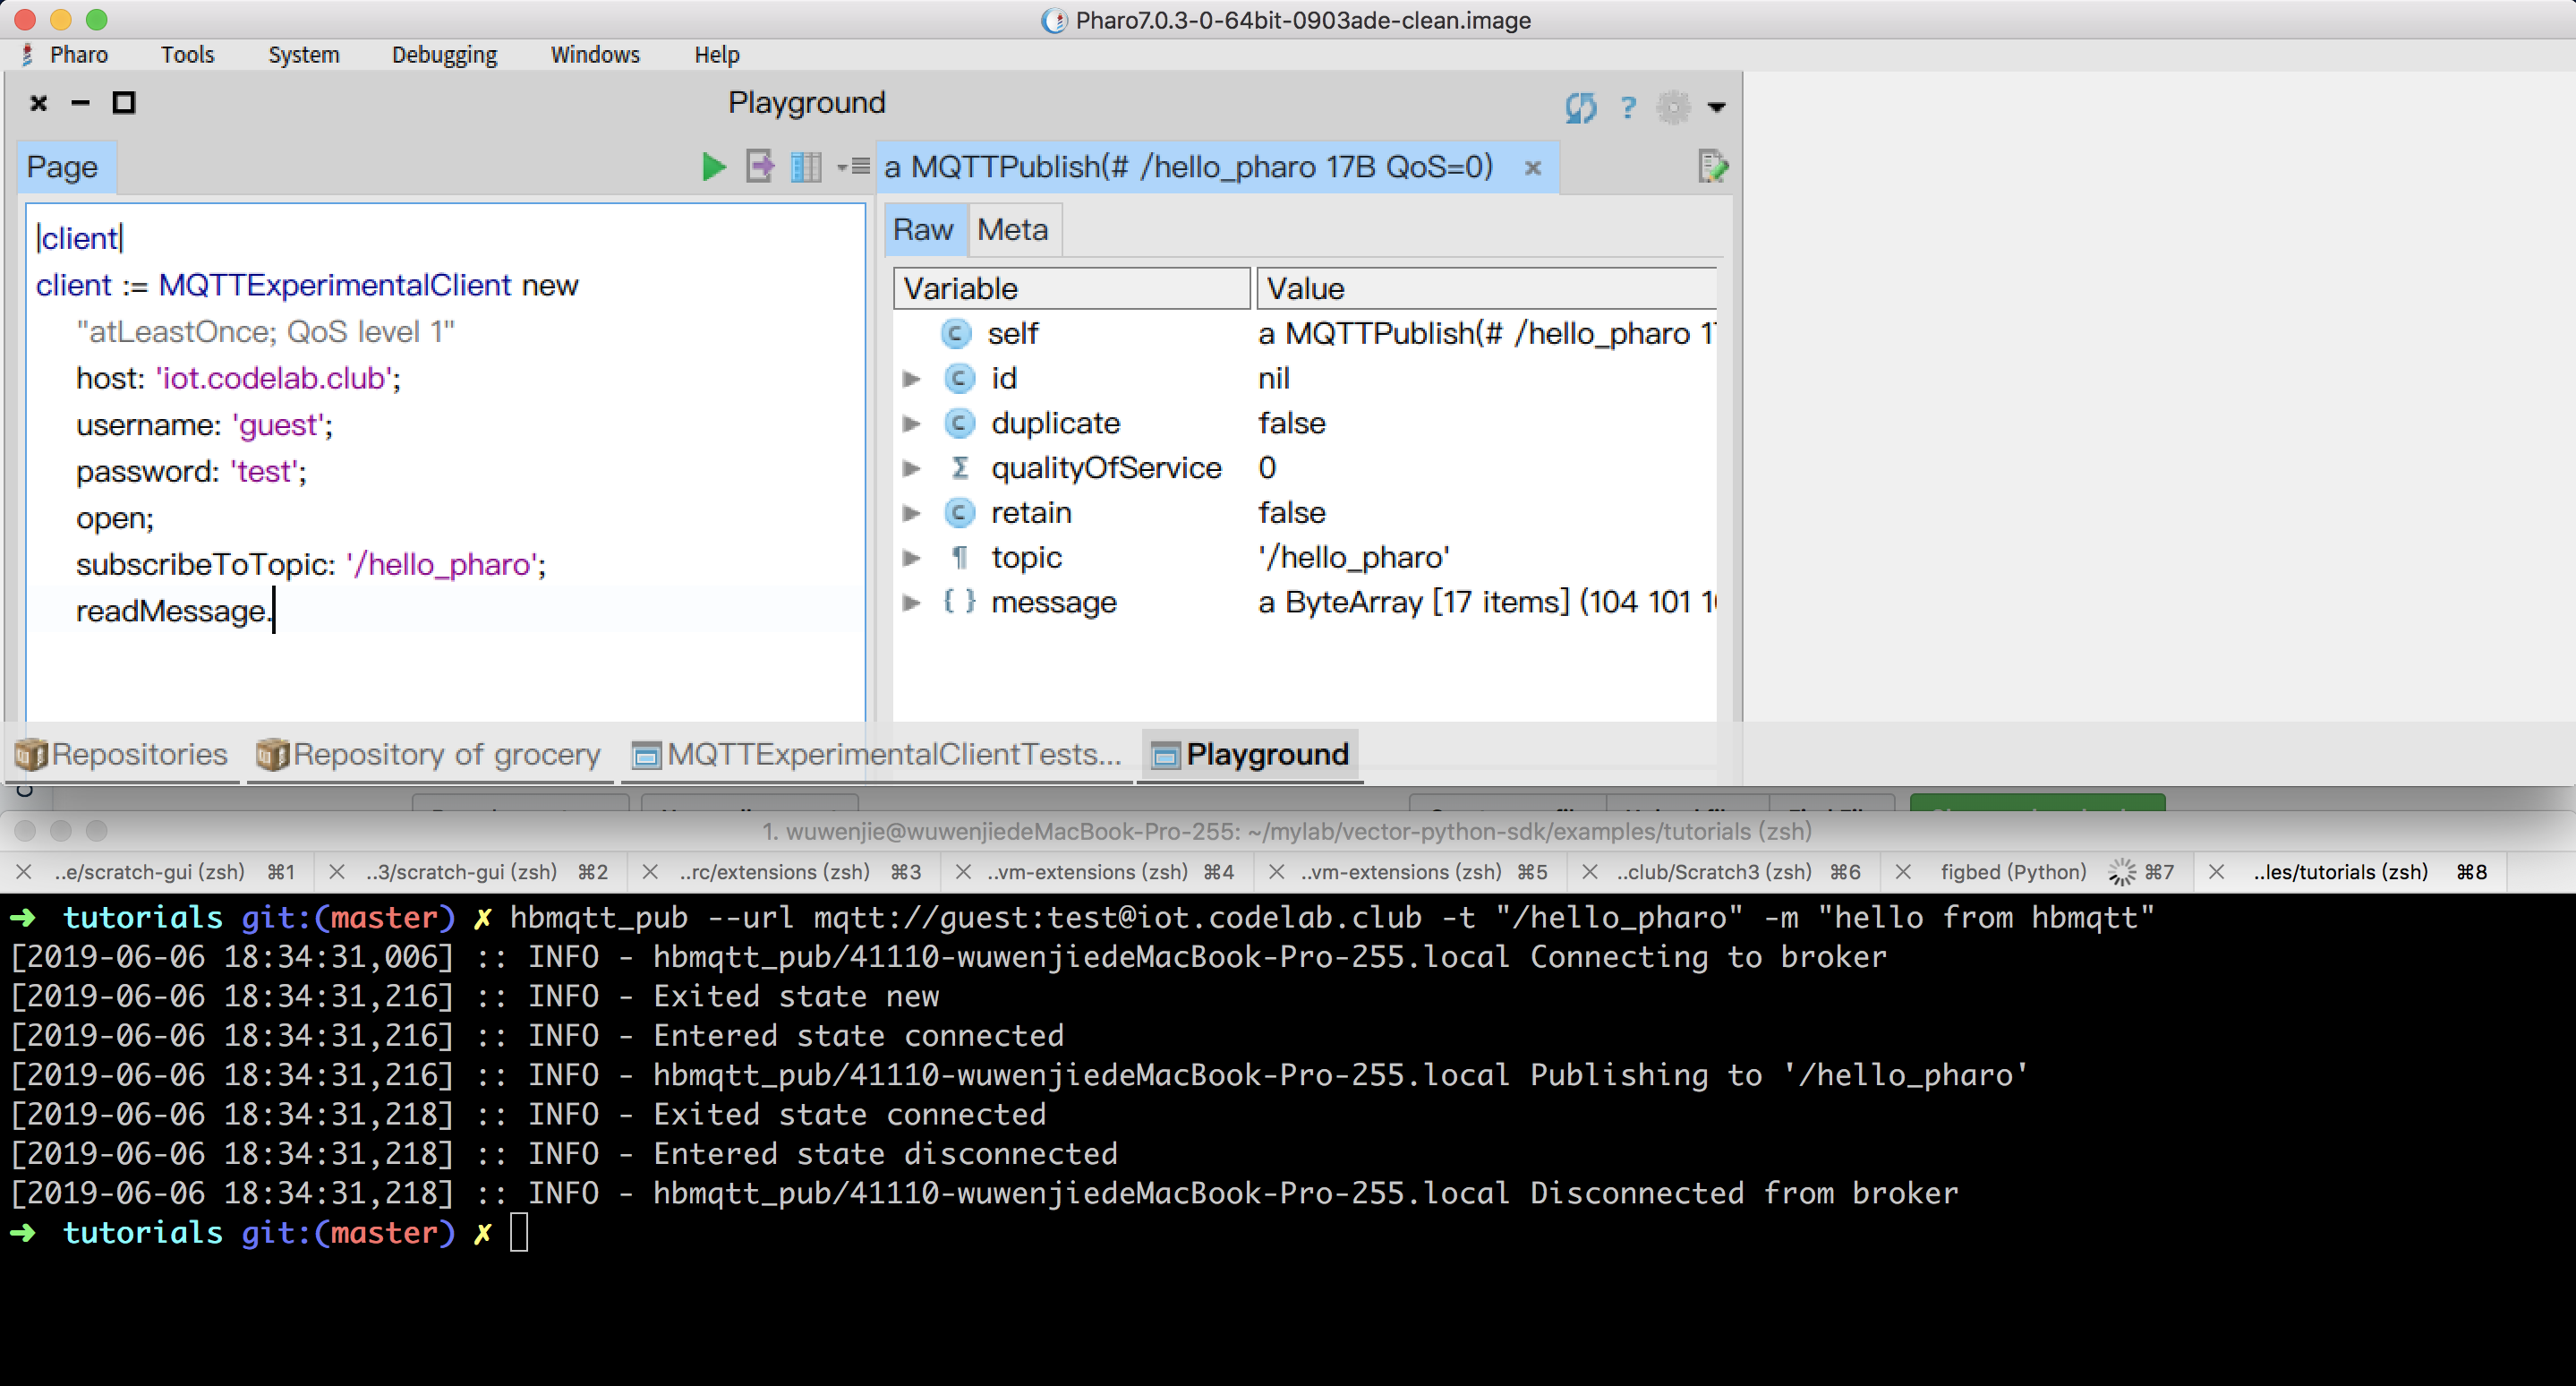 Pharo7.0.3-0-64bit-0903ade-clean.image
Pharo Tools System Debugging Windows Help
Playground
?
Page
a MQTTPublish(# /hello_pharo 17B QoS=0)
Raw Meta
|client|
client := MQTTExperimentalClient new
"atLeastOnce; QoS level 1"
host: 'iot.codelab.club';
username: 'guest';
password: 'test';
open;
subscribeToTopic: '/hello_pharo';
readMessage.
Variable Value
self a MQTTPublish(# /hello_pharo 17
id nil
duplicate false
Σ qualityOfService 0
retain false
¶ topic '/hello_pharo'
{ } message a ByteArray [17 items] (104 101 1
Repositories Repository of grocery MQTTExperimentalClientTests... Playground
1. wuwenjie@wuwenjiedeMacBook-Pro-255: ~/mylab/vector-python-sdk/examples/tutorials (zsh)
..e/scratch-gui (zsh) ⌘1 ..3/scratch-gui (zsh) ⌘2 ..rc/extensions (zsh) ⌘3 ..vm-extensions (zsh) ⌘4 ..vm-extensions (zsh) ⌘5 ..club/Scratch3 (zsh) ⌘6 figbed (Python) ⌘7 ..les/tutorials (zsh) ⌘8
➜ tutorials git:(master) ✗ hbmqtt_pub --url mqtt://guest:test@iot.codelab.club -t "/hello_pharo" -m "hello from hbmqtt"
[2019-06-06 18:34:31,006] :: INFO - hbmqtt_pub/41110-wuwenjiedeMacBook-Pro-255.local Connecting to broker
[2019-06-06 18:34:31,216] :: INFO - Exited state new
[2019-06-06 18:34:31,216] :: INFO - Entered state connected
[2019-06-06 18:34:31,216] :: INFO - hbmqtt_pub/41110-wuwenjiedeMacBook-Pro-255.local Publishing to '/hello_pharo'
[2019-06-06 18:34:31,218] :: INFO - Exited state connected
[2019-06-06 18:34:31,218] :: INFO - Entered state disconnected
[2019-06-06 18:34:31,218] :: INFO - hbmqtt_pub/41110-wuwenjiedeMacBook-Pro-255.local Disconnected from broker
➜ tutorials git:(master) ✗